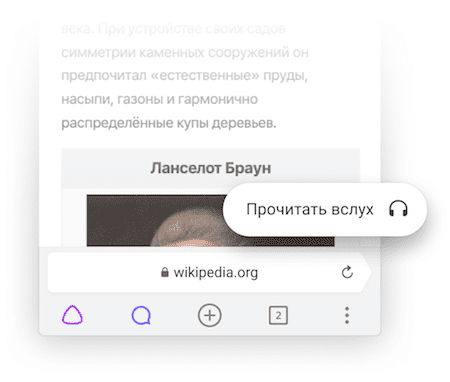 века. При устройстве своих садов
симметрии каменных сооружений он
предпочитал «естественные» пруды,
насыпи, газоны и гармонично
распределённые купы деревьев.
Ланселот Браун
Прочитать вслух
wikipedia.org
2